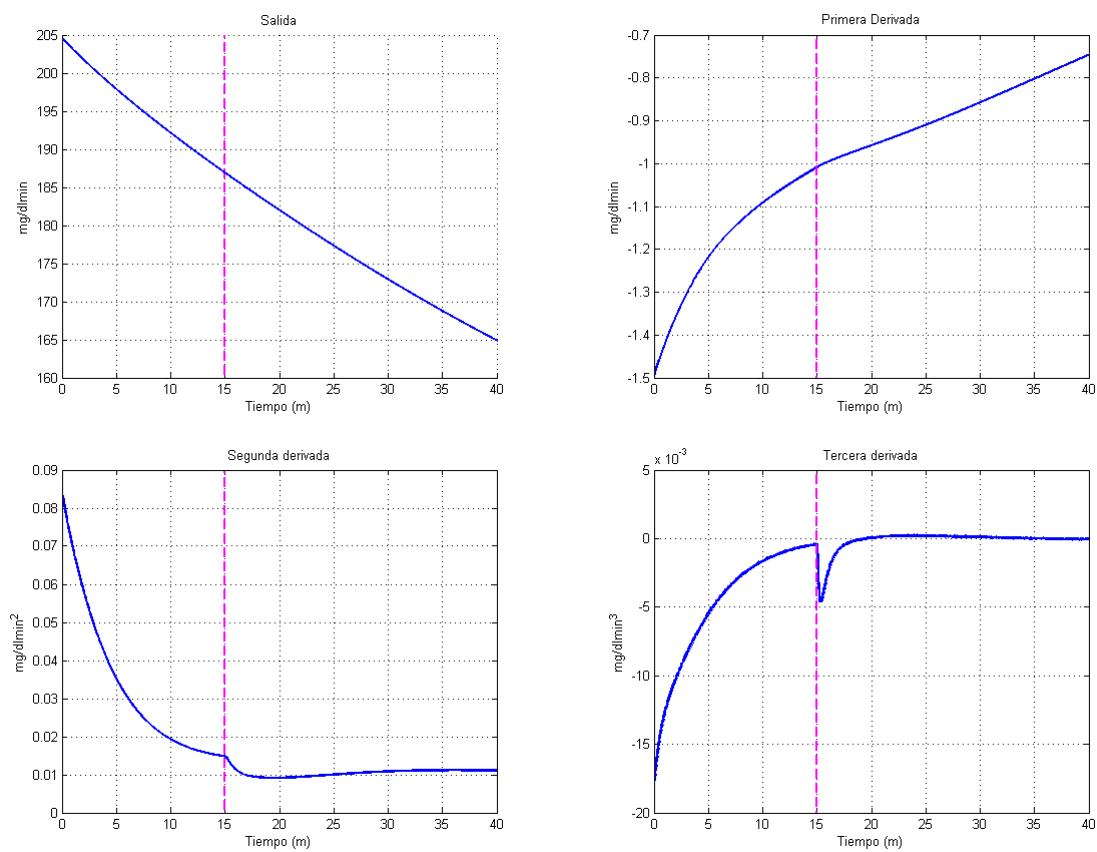 Salida
205
200
195
190
185
180
175
170
165
160
mg/dlmin
0 5 10 15 20 25 30 35 40
Tiempo (m)
Primera Derivada
-0.7
-0.8
-0.9
-1
-1.1
-1.2
-1.3
-1.4
-1.5
mg/dlmin
0 5 10 15 20 25 30 35 40
Tiempo (m)
Segunda derivada
0.09
0.08
0.07
0.06
0.05
0.04
0.03
0.02
0.01
0
mg/dlmin²
0 5 10 15 20 25 30 35 40
Tiempo (m)
Tercera derivada
x 10⁻³
5
0
-5
-10
-15
-20
mg/dlmin³
0 5 10 15 20 25 30 35 40
Tiempo (m)